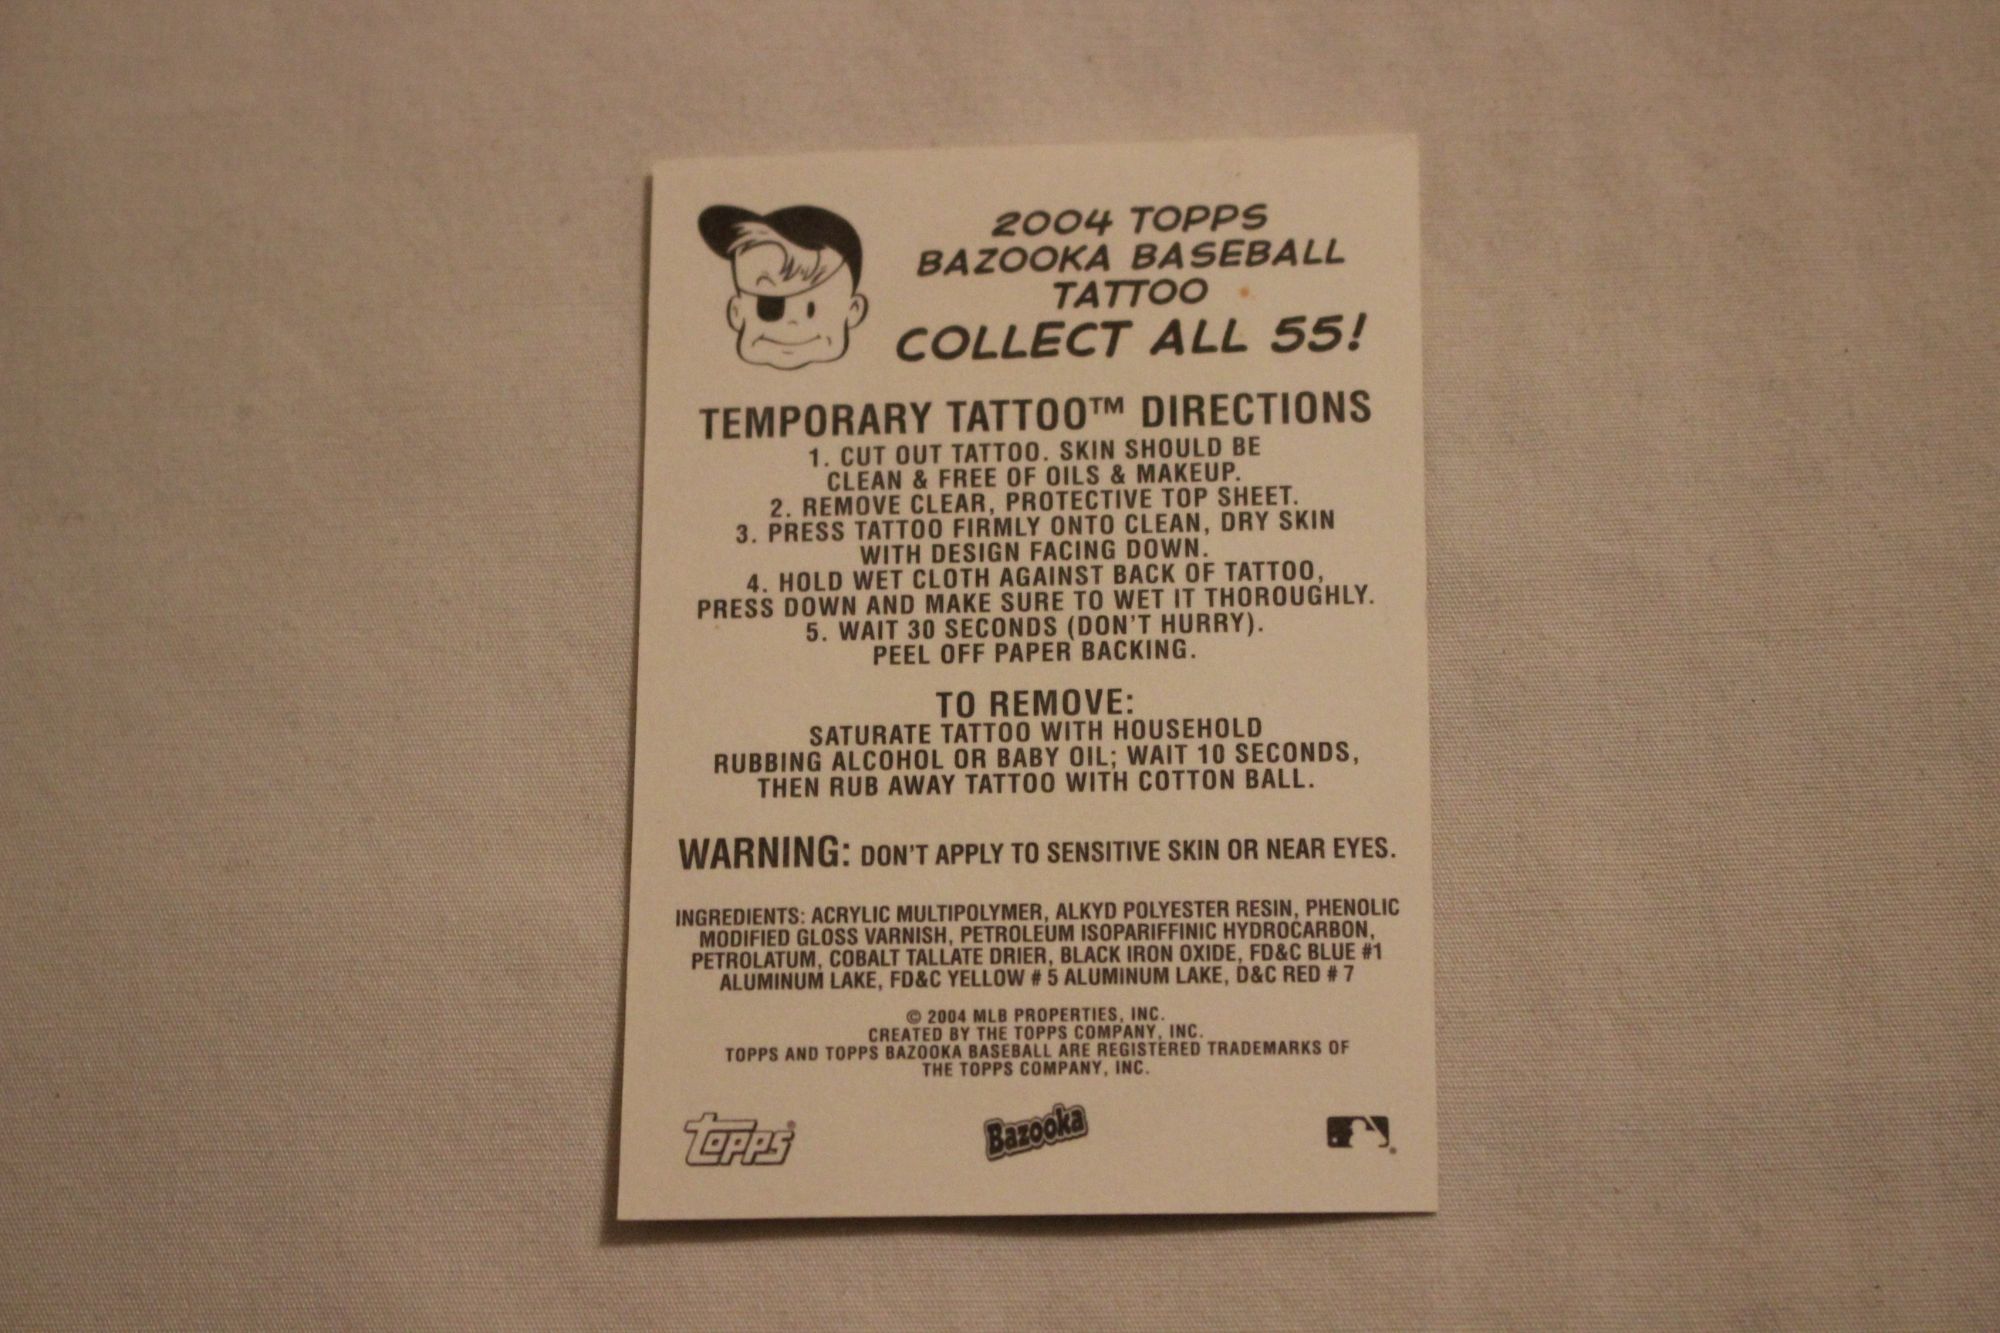 2004 TOPPS
BAZOOKA BASEBALL
TATTOO
COLLECT ALL 55!
TEMPORARY TATTOO™ DIRECTIONS
1. CUT OUT TATTOO. SKIN SHOULD BE
CLEAN & FREE OF OILS & MAKEUP.
2. REMOVE CLEAR, PROTECTIVE TOP SHEET.
3. PRESS TATTOO FIRMLY ONTO CLEAN, DRY SKIN
WITH DESIGN FACING DOWN.
4. HOLD WET CLOTH AGAINST BACK OF TATTOO,
PRESS DOWN AND MAKE SURE TO WET IT THOROUGHLY.
5. WAIT 30 SECONDS (DON'T HURRY).
PEEL OFF PAPER BACKING.
TO REMOVE:
SATURATE TATTOO WITH HOUSEHOLD
RUBBING ALCOHOL OR BABY OIL; WAIT 10 SECONDS,
THEN RUB AWAY TATTOO WITH COTTON BALL.
WARNING: DON'T APPLY TO SENSITIVE SKIN OR NEAR EYES.
INGREDIENTS: ACRYLIC MULTIPOLYMER, ALKYD POLYESTER RESIN, PHENOLIC
MODIFIED GLOSS VARNISH, PETROLEUM ISOPARIFFINIC HYDROCARBON,
PETROLATUM, COBALT TALLATE DRIER, BLACK IRON OXIDE, FD&C BLUE #1
ALUMINUM LAKE, FD&C YELLOW # 5 ALUMINUM LAKE, D&C RED # 7
© 2004 MLB PROPERTIES, INC.
CREATED BY THE TOPPS COMPANY, INC.
TOPPS AND TOPPS BAZOOKA BASEBALL ARE REGISTERED TRADEMARKS OF
THE TOPPS COMPANY, INC.
TOPPS® Bazooka ®